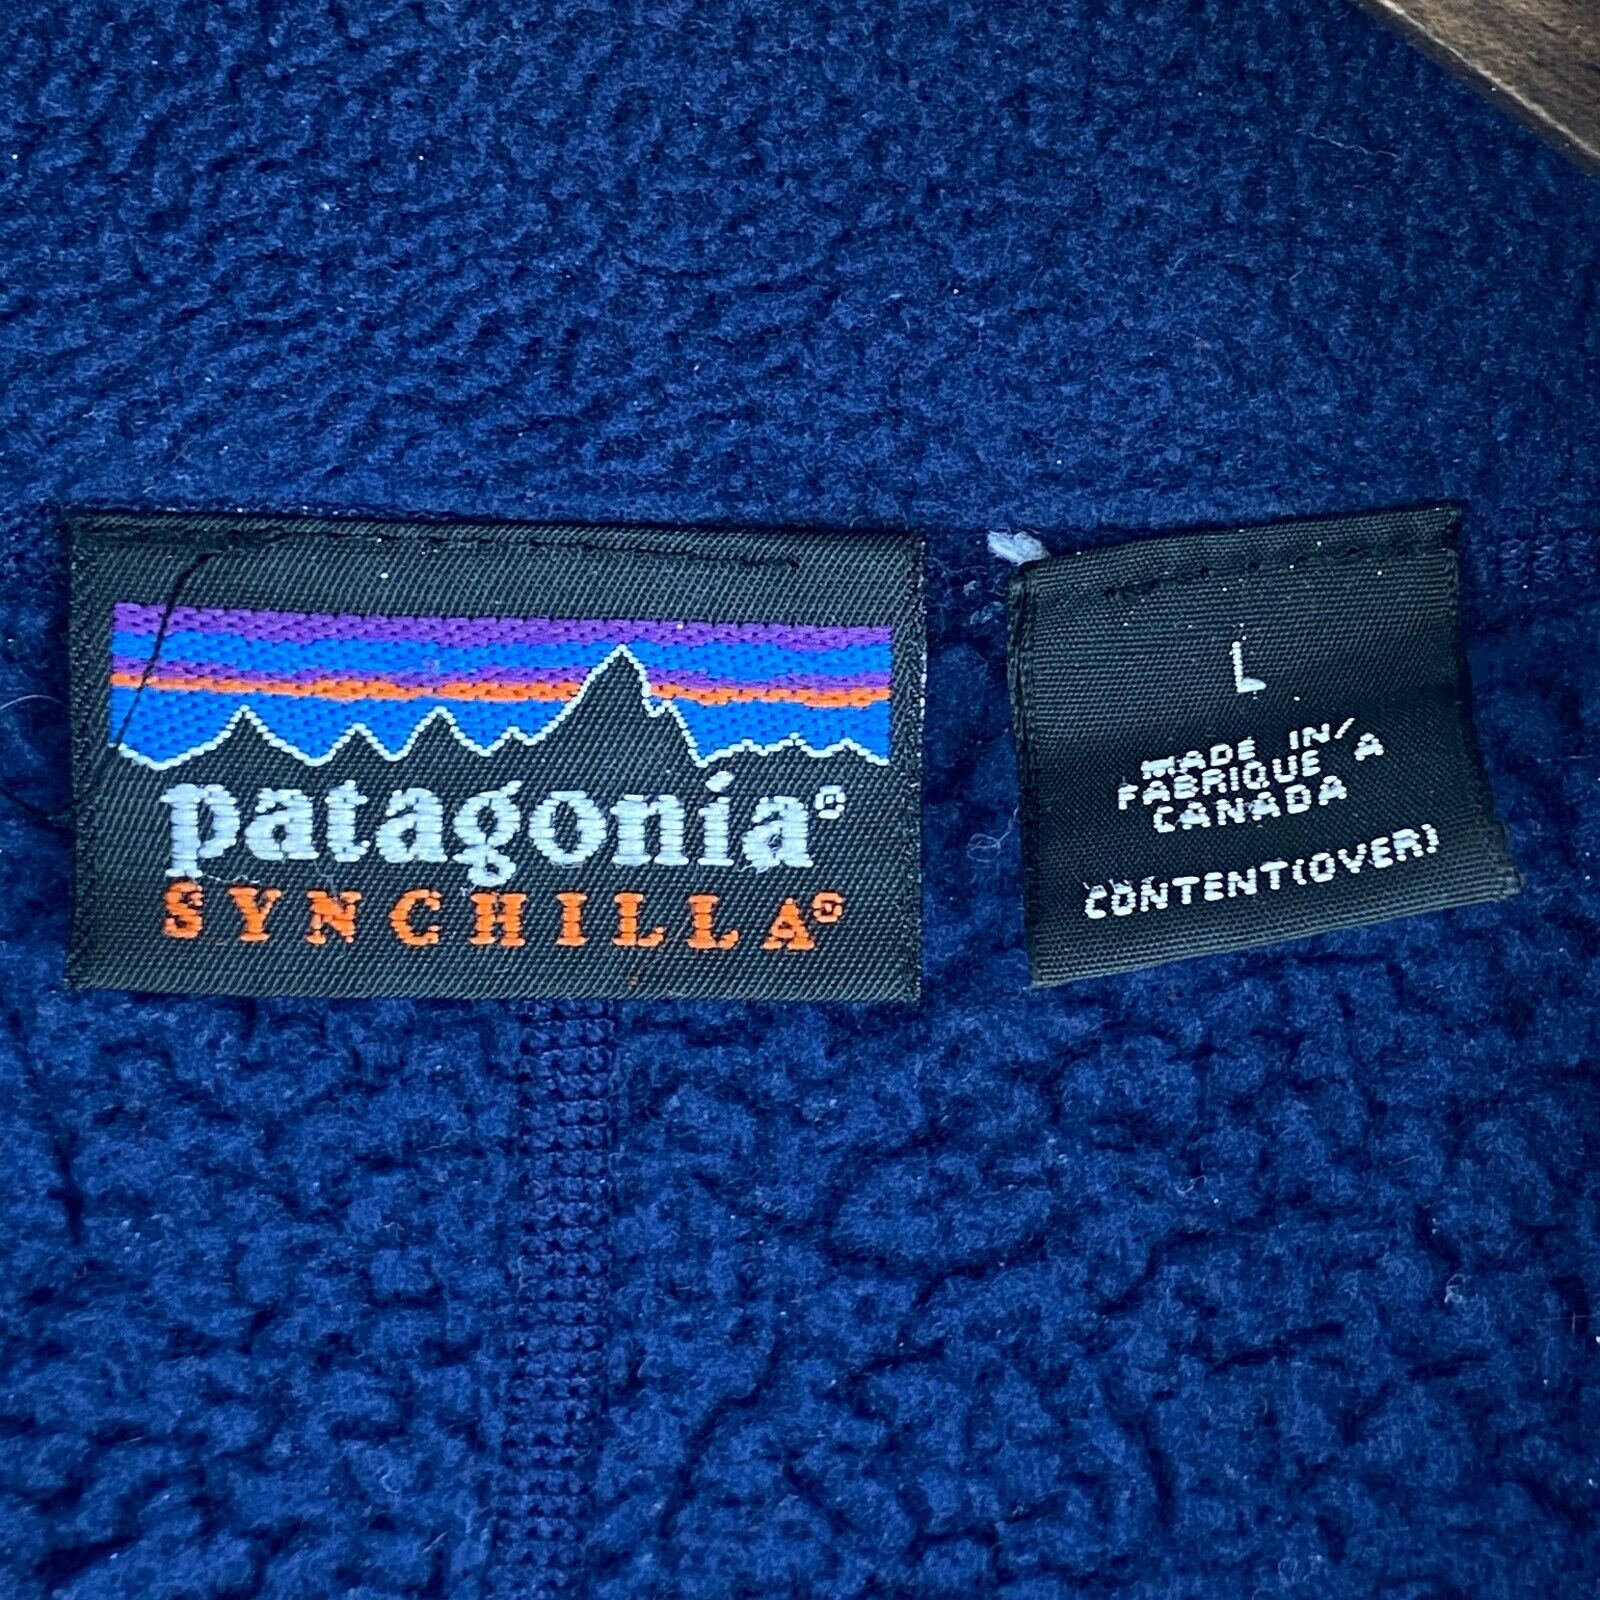 patagonia®
SYNCHILLA®
L
MADE IN/
FABRIQUE A
CANADA
CONTENT(OVER)